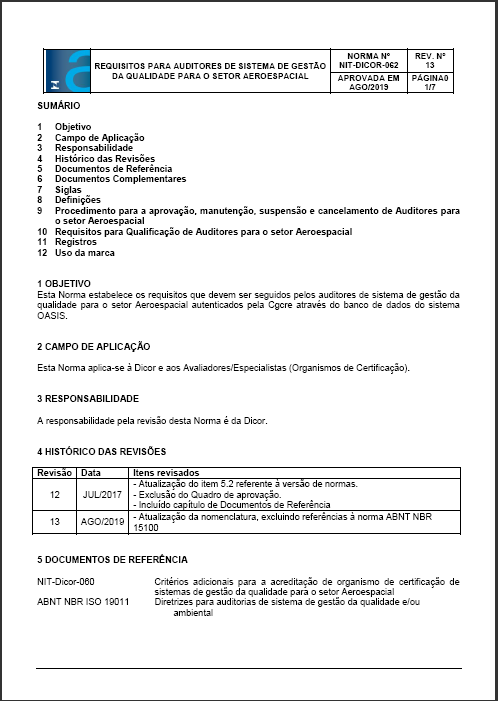 REQUISITOS PARA AUDITORES DE SISTEMA DE GESTÃO
DA QUALIDADE PARA O SETOR AEROESPACIAL
NORMA Nº
NIT-DICOR-062
REV. Nº
13
APROVADA EM
AGO/2019
PÁGINA0
1/7
SUMÁRIO
1 Objetivo
2 Campo de Aplicação
3 Responsabilidade
4 Histórico das Revisões
5 Documentos de Referência
6 Documentos Complementares
7 Siglas
8 Definições
9 Procedimento para a aprovação, manutenção, suspensão e cancelamento de Auditores para
o setor Aeroespacial
10 Requisitos para Qualificação de Auditores para o setor Aeroespacial
11 Registros
12 Uso da marca
1 OBJETIVO
Esta Norma estabelece os requisitos que devem ser seguidos pelos auditores de sistema de gestão da
qualidade para o setor Aeroespacial autenticados pela Cgcre através do banco de dados do sistema
OASIS.
2 CAMPO DE APLICAÇÃO
Esta Norma aplica-se à Dicor e aos Avaliadores/Especialistas (Organismos de Certificação).
3 RESPONSABILIDADE
A responsabilidade pela revisão desta Norma é da Dicor.
4 HISTÓRICO DAS REVISÕES
Revisão Data Itens revisados
12 JUL/2017 - Atualização do item 5.2 referente à versão de normas.
- Exclusão do Quadro de aprovação.
- Incluído capítulo de Documentos de Referência
13 AGO/2019 - Atualização da nomenclatura, excluindo referências à norma ABNT NBR
15100
5 DOCUMENTOS DE REFERÊNCIA
NIT-Dicor-060 Critérios adicionais para a acreditação de organismo de certificação de
sistemas de gestão da qualidade para o setor Aeroespacial
ABNT NBR ISO 19011 Diretrizes para auditorias de sistema de gestão da qualidade e/ou
ambiental